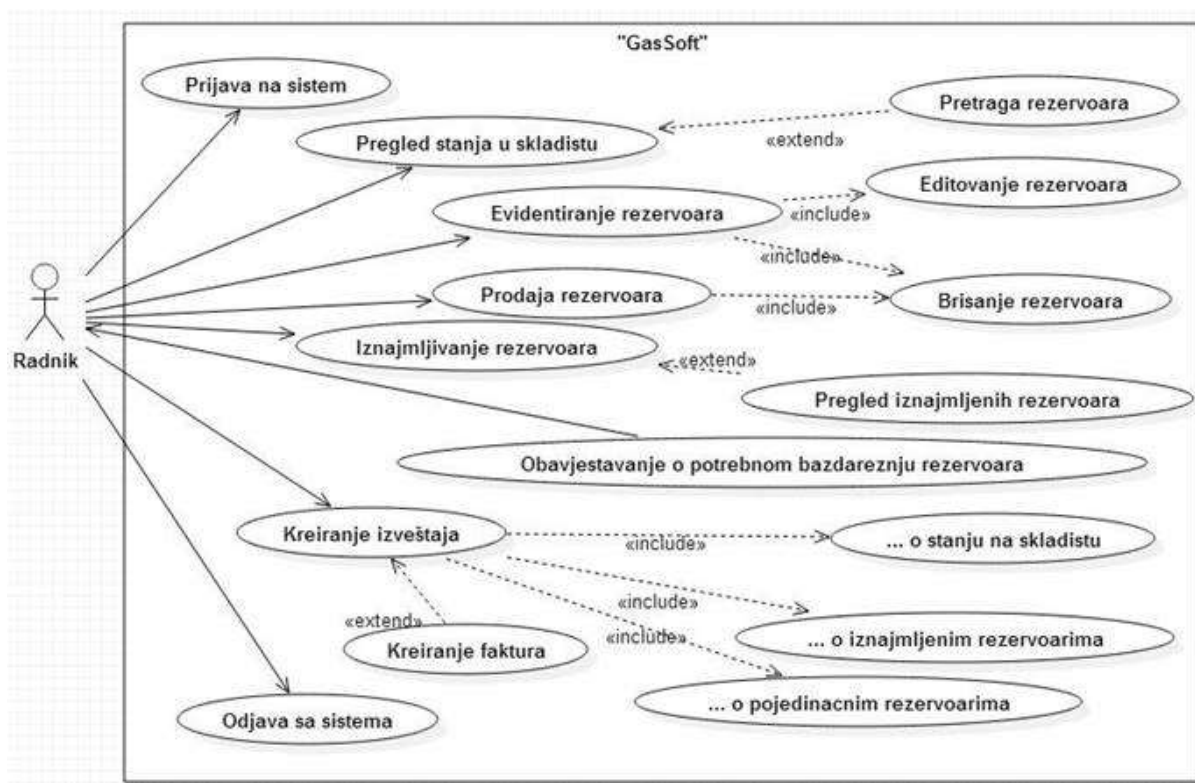 "GasSoft"
Prijava na sistem
Pretraga rezervoara
Pregled stanja u skladistu
«extend»
Editovanje rezervoara
Evidentiranje rezervoara
«include»
«include»
Prodaja rezervoara
«include»
Brisanje rezervoara
Radnik
Iznajmljivanje rezervoara
«extend»
Pregled iznajmljenih rezervoara
Obavjestavanje o potrebnom bazdareznju rezervoara
Kreiranje izveštaja
«include»
... o stanju na skladistu
«include»
«extend»
«include»
... o iznajmljenim rezervoarima
Kreiranje faktura
... o pojedinacnim rezervoarima
Odjava sa sistema